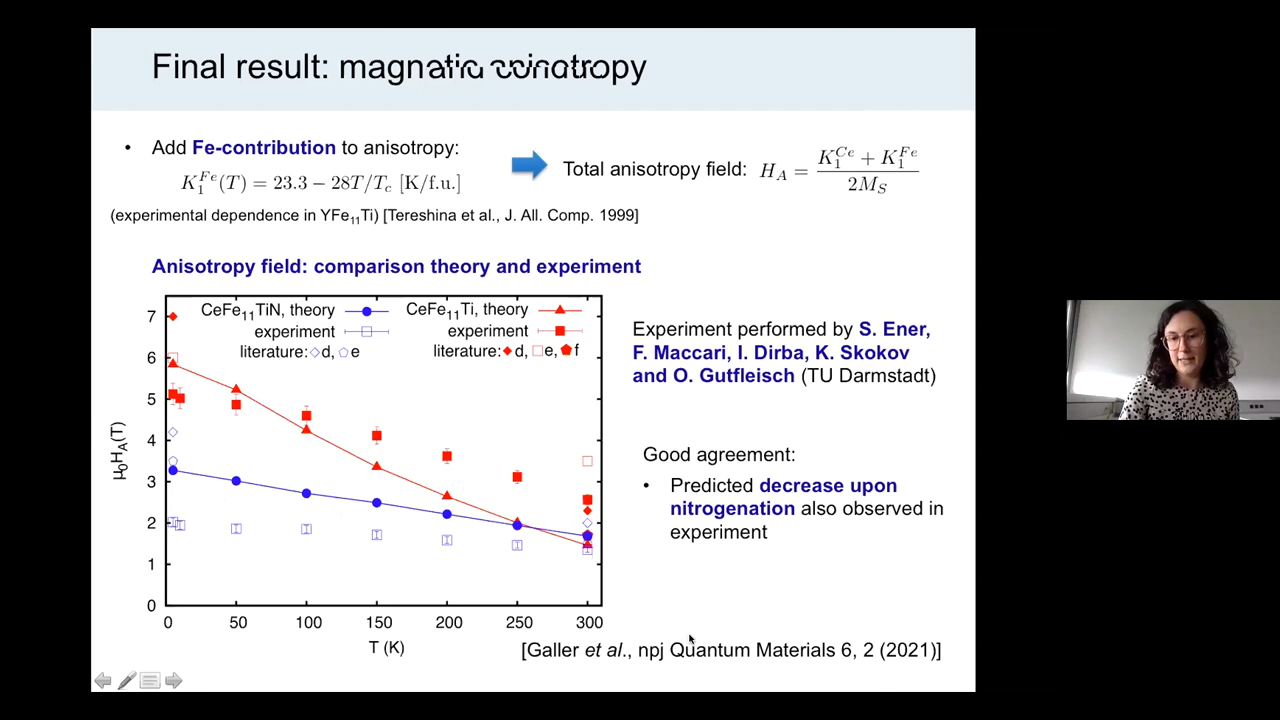 Final result: magnetic anisotropy
• Add Fe-contribution to anisotropy:
K₁^{Fe}(T) = 23.3 − 28T/T_c [K/f.u.]
Total anisotropy field: H_A = (K₁^{Ce} + K₁^{Fe}) / 2M_S
(experimental dependence in YFe₁₁Ti) [Tereshina et al., J. All. Comp. 1999]
Anisotropy field: comparison theory and experiment
CeFe₁₁TiN, theory
experiment
literature: d, e
CeFe₁₁Ti, theory
experiment
literature: d, e, f
μ₀H_A(T)
7
6
5
4
3
2
1
0
0 50 100 150 200 250 300
T (K)
Experiment performed by S. Ener,
F. Maccari, I. Dirba, K. Skokov
and O. Gutfleisch (TU Darmstadt)
Good agreement:
• Predicted decrease upon
nitrogenation also observed in
experiment
[Galler et al., npj Quantum Materials 6, 2 (2021)]